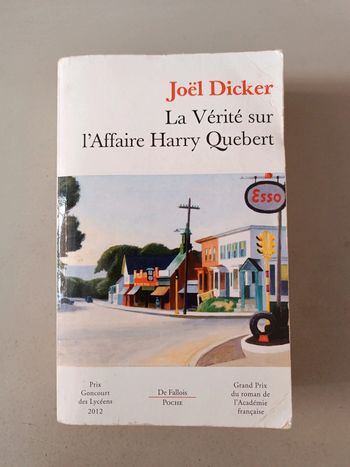 Joël Dicker
La Vérité sur
l'Affaire Harry Quebert
Esso
Prix
Goncourt
des Lycéens
2012
De Fallois
POCHE
Grand Prix
du roman de
l'Académie
française